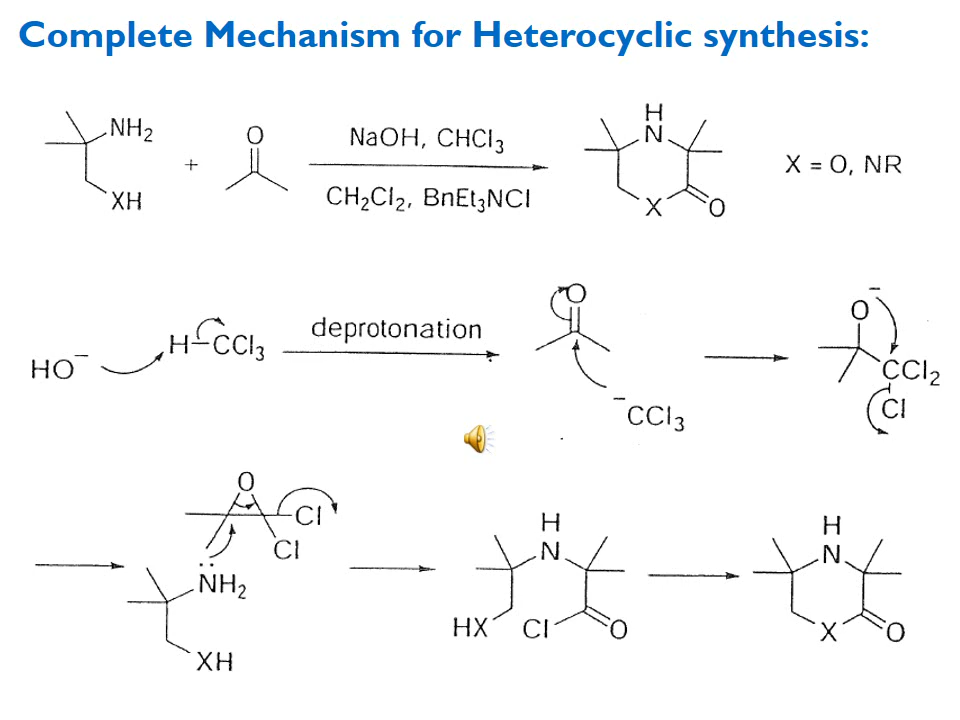 Complete Mechanism for Heterocyclic synthesis:
NH2
XH
+
O
NaOH, CHCl3
CH2Cl2, BnEt3NCl
H
N
X
O
X = O, NR
HO−
H–CCl3
deprotonation
O
−CCl3
O−
CCl2
Cl
O
Cl
Cl
NH2
XH
H
N
HX
Cl
O
H
N
X
O